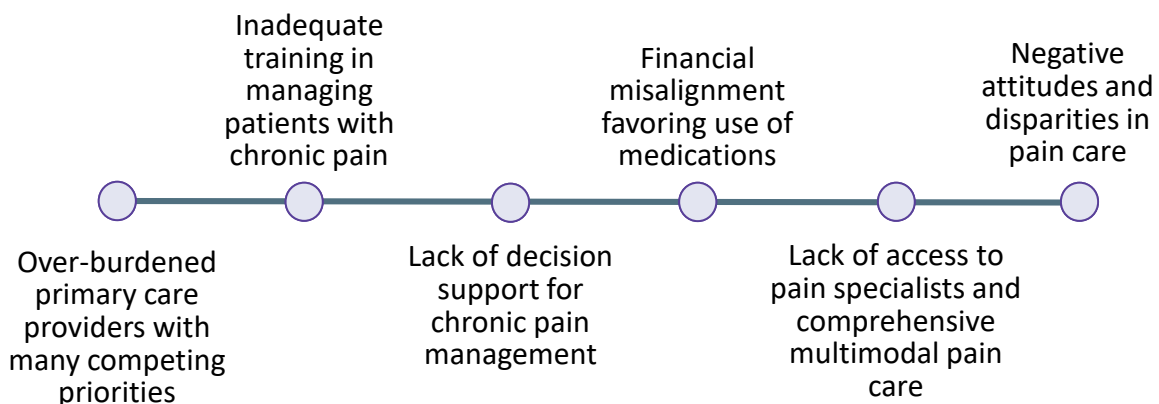 Over-burdened
primary care
providers with
many competing
priorities
Inadequate
training in
managing
patients with
chronic pain
Lack of decision
support for
chronic pain
management
Financial
misalignment
favoring use of
medications
Lack of access to
pain specialists and
comprehensive
multimodal pain
care
Negative
attitudes and
disparities in
pain care